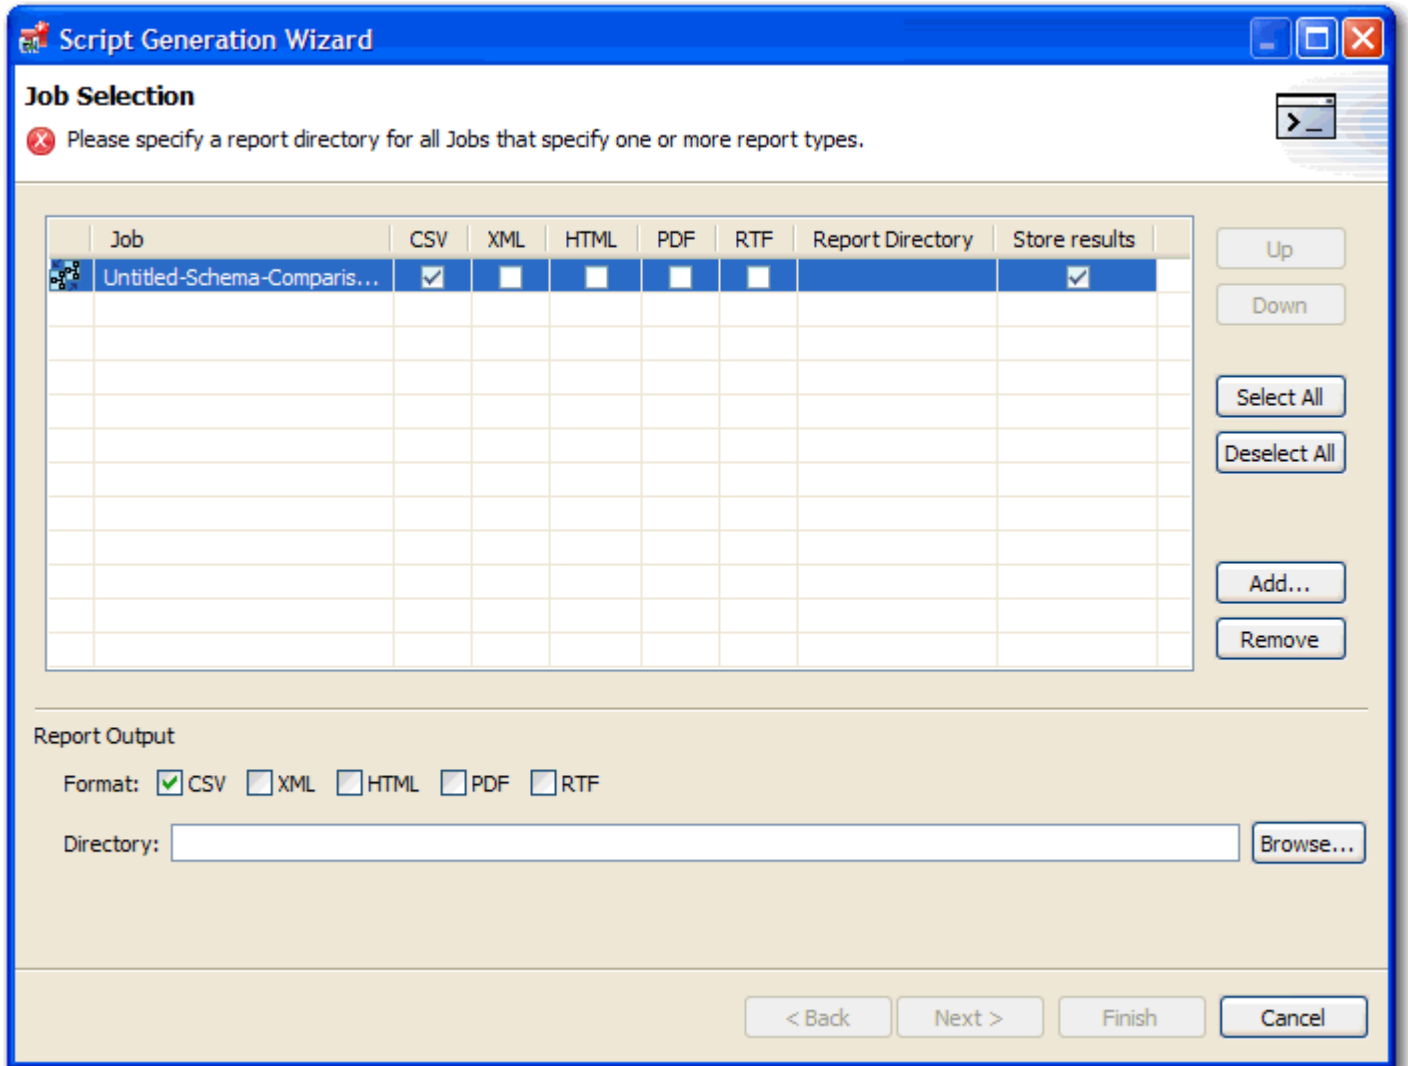 Script Generation Wizard
Job Selection
Please specify a report directory for all Jobs that specify one or more report types.
Job CSV XML HTML PDF RTF Report Directory Store results
Untitled-Schema-Comparis...
Up
Down
Select All
Deselect All
Add...
Remove
Report Output
Format: CSV XML HTML PDF RTF
Directory: Browse...
< Back Next > Finish Cancel